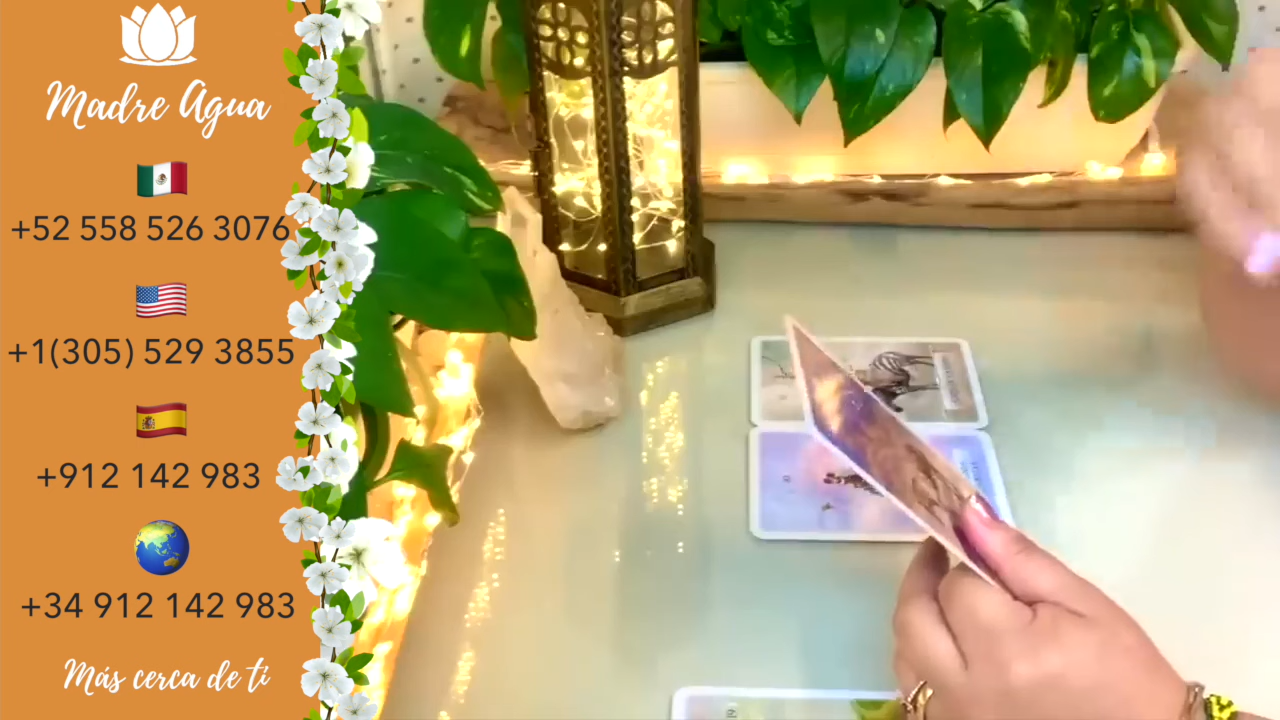 Madre Agua
+52 558 526 3076
+1(305) 529 3855
+912 142 983
+34 912 142 983
Más cerca de ti